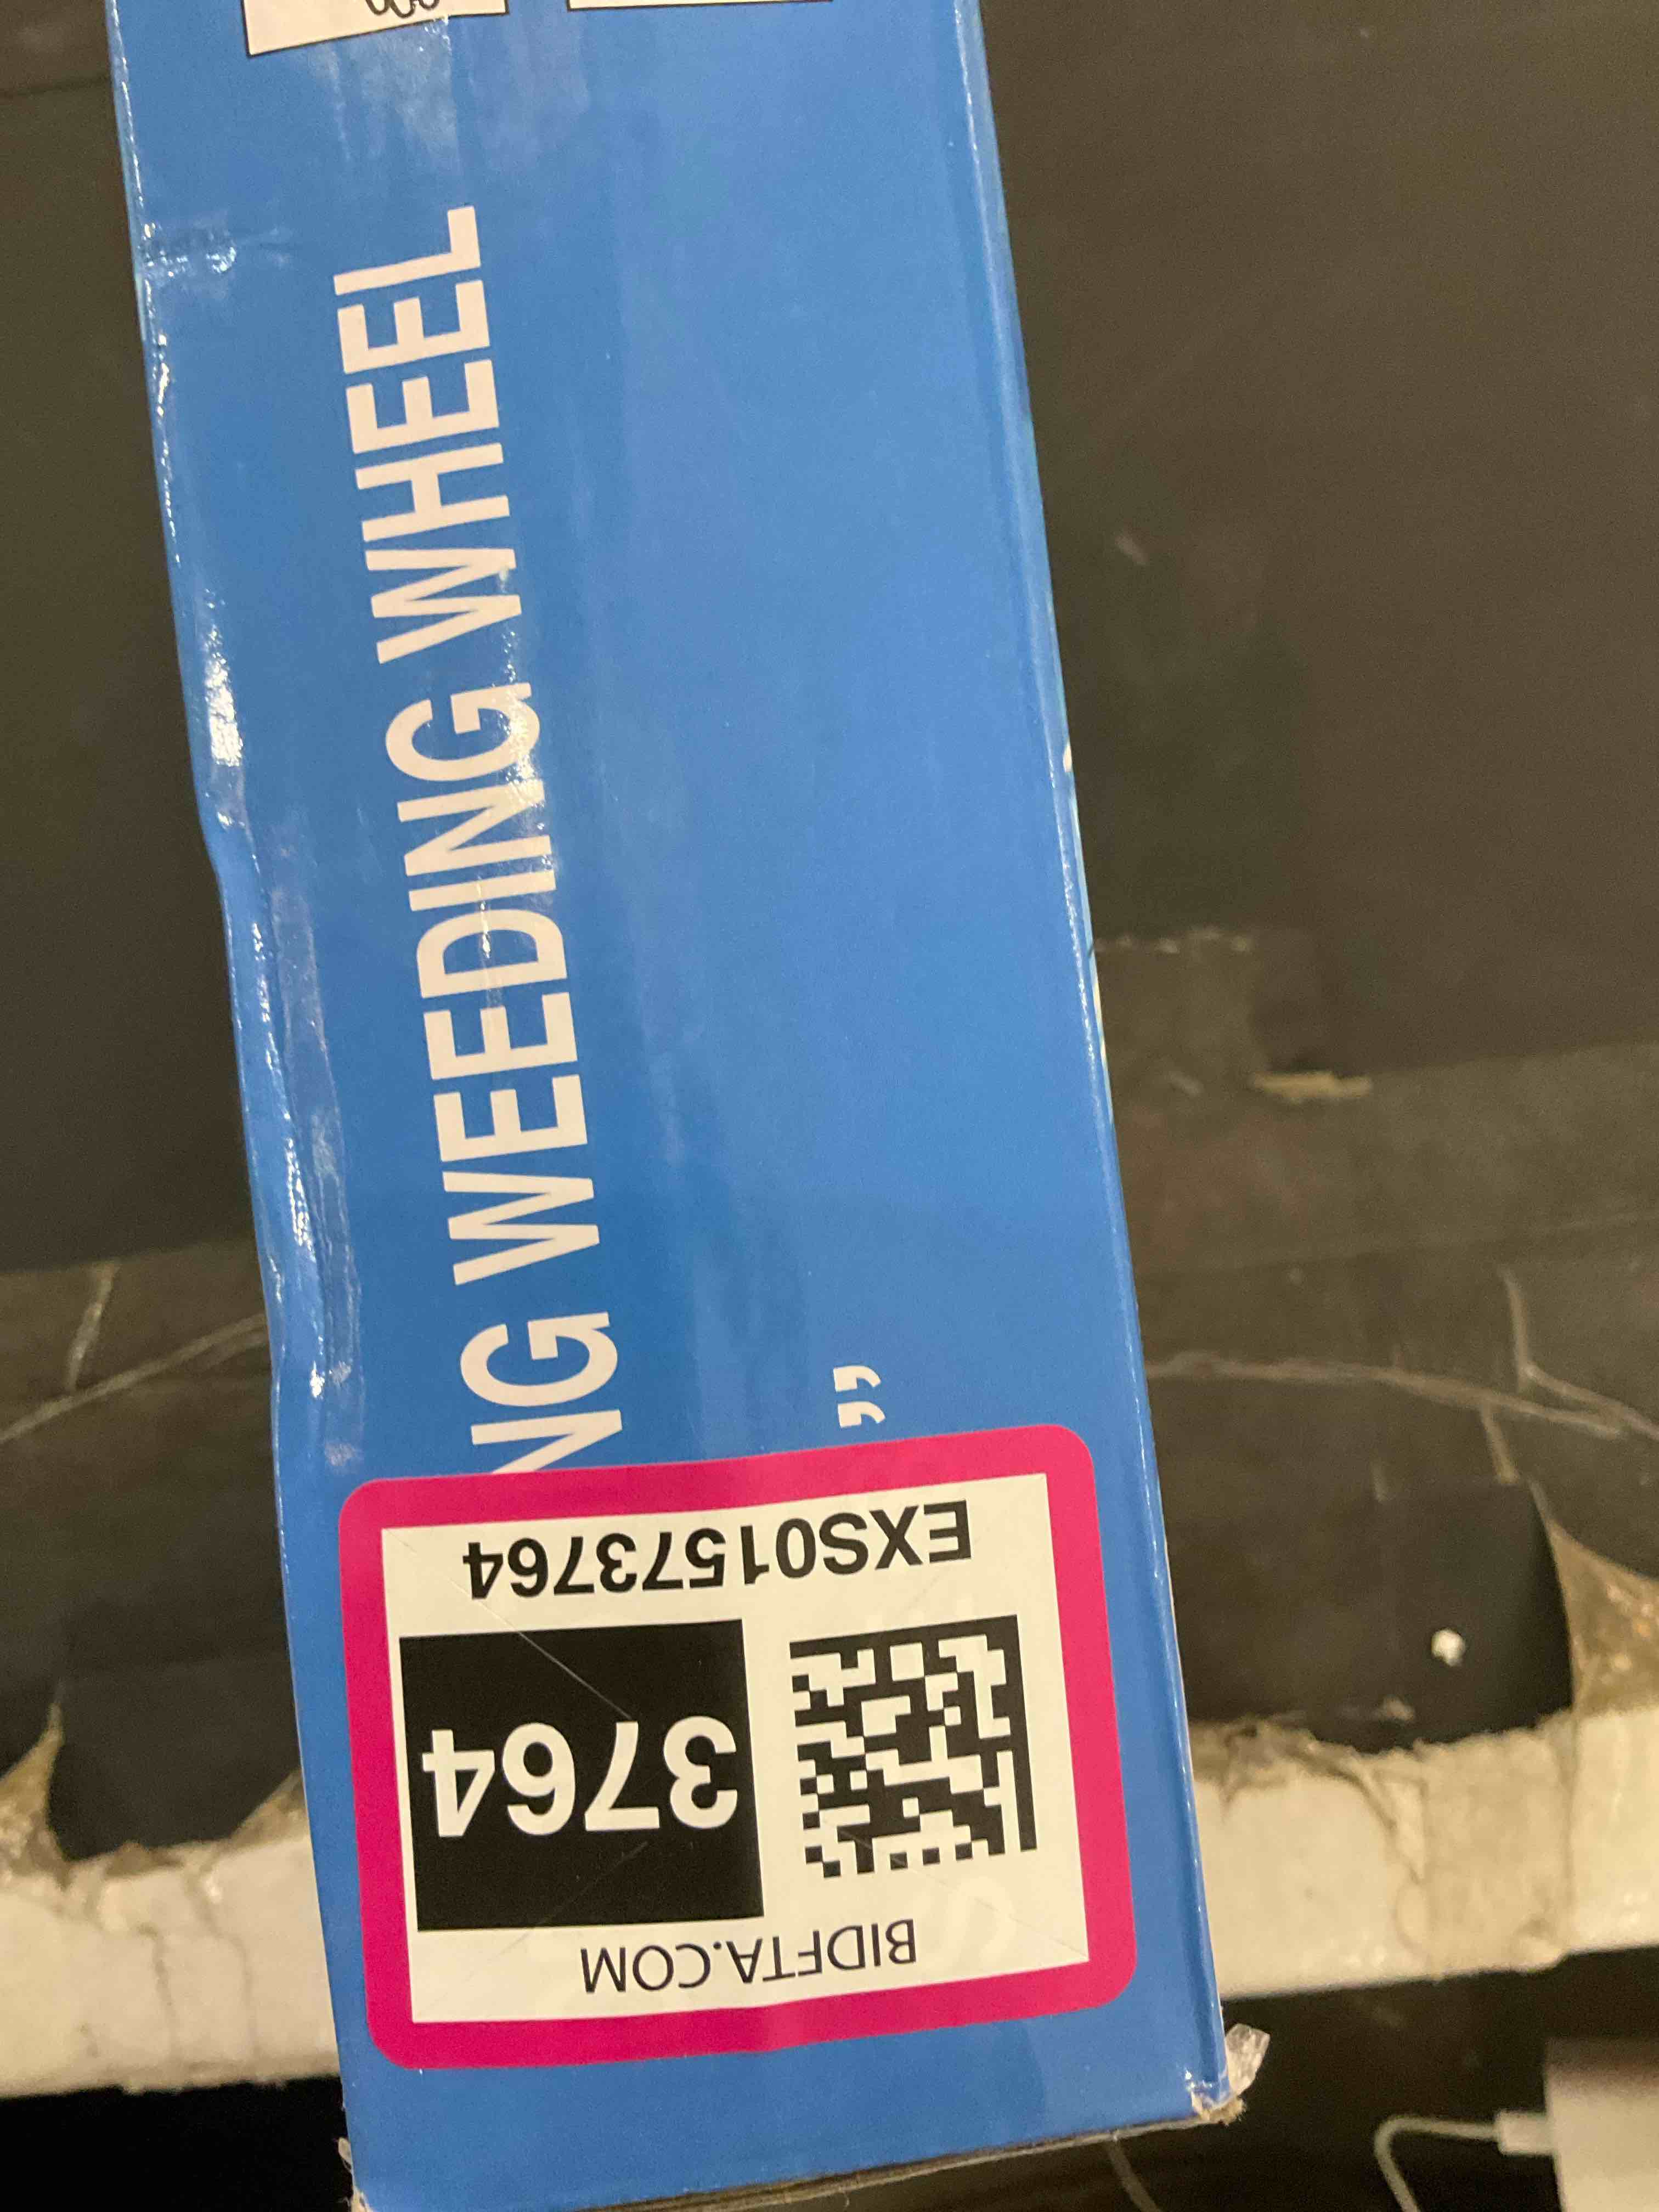 NG WEEDING WHEEL
”
BIDFTA.COM
3764
EXS01573764